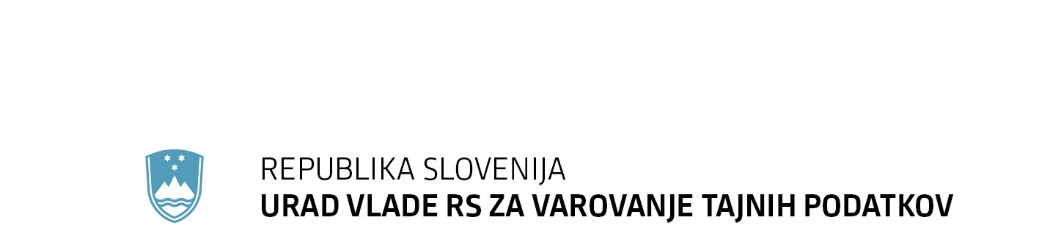 REPUBLIKA SLOVENIJA
URAD VLADE RS ZA VAROVANJE TAJNIH PODATKOV